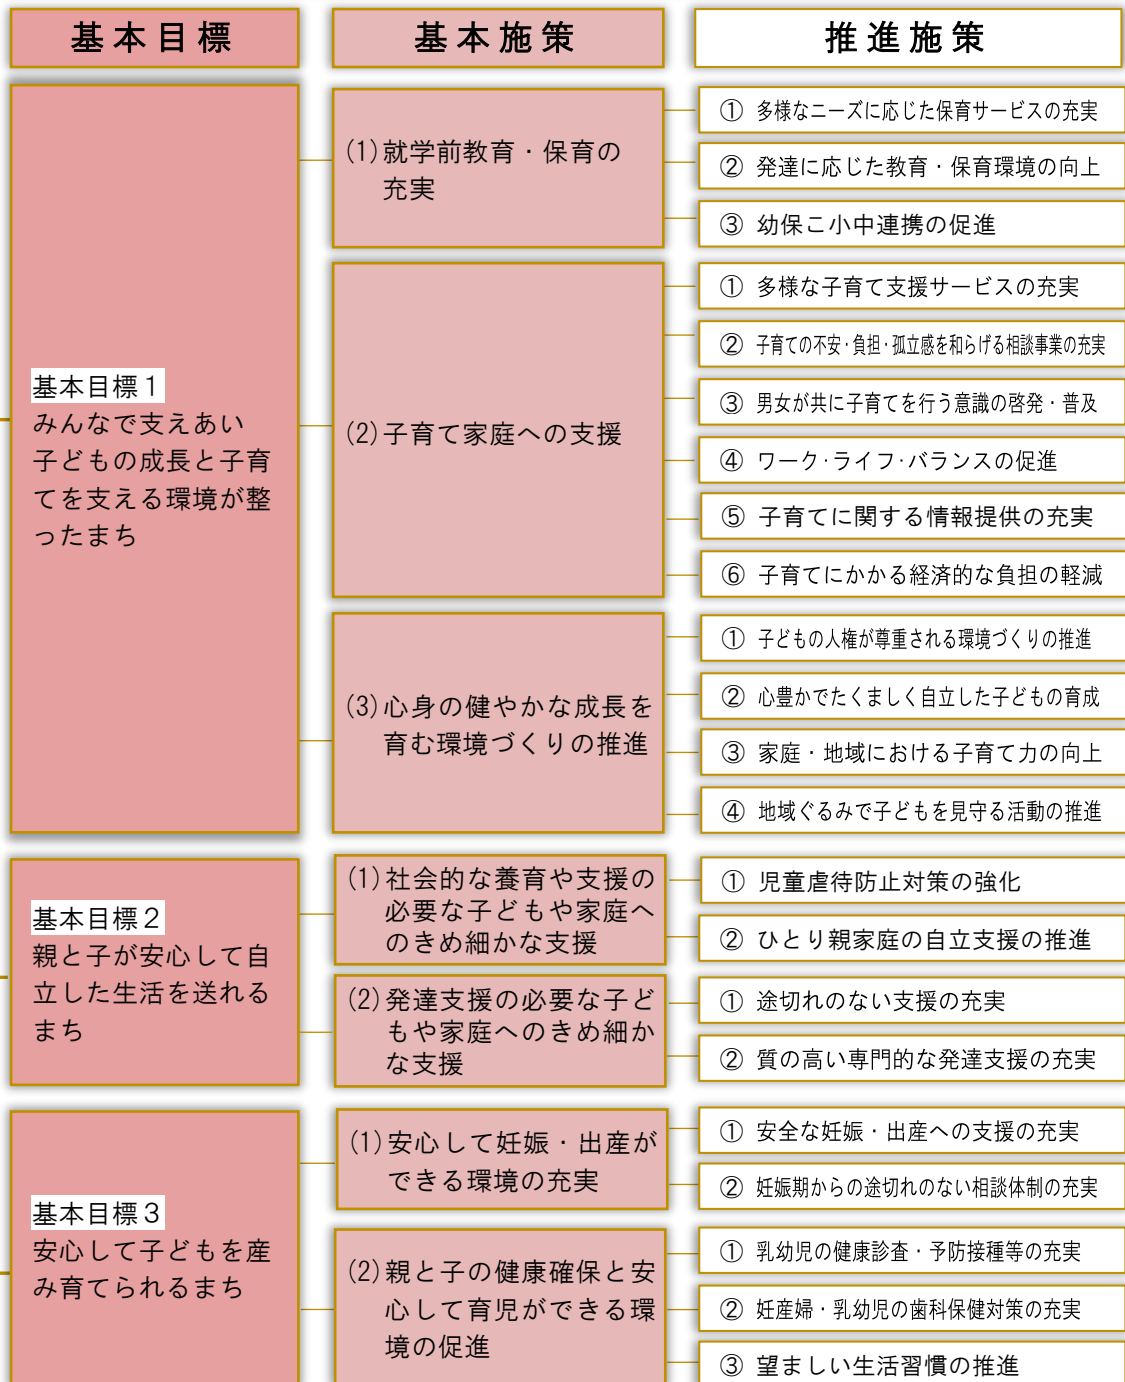 基本目標
基本施策
推進施策
基本目標１
みんなで支えあい
子どもの成長と子育
てを支える環境が整
ったまち
(1)就学前教育・保育の
充実
① 多様なニーズに応じた保育サービスの充実
② 発達に応じた教育・保育環境の向上
③ 幼保こ小中連携の促進
(2)子育て家庭への支援
① 多様な子育て支援サービスの充実
② 子育ての不安・負担・孤立感を和らげる相談事業の充実
③ 男女が共に子育てを行う意識の啓発・普及
④ ワーク・ライフ・バランスの促進
⑤ 子育てに関する情報提供の充実
⑥ 子育てにかかる経済的な負担の軽減
(3)心身の健やかな成長を
育む環境づくりの推進
① 子どもの人権が尊重される環境づくりの推進
② 心豊かでたくましく自立した子どもの育成
③ 家庭・地域における子育て力の向上
④ 地域ぐるみで子どもを見守る活動の推進
基本目標２
親と子が安心して自
立した生活を送れる
まち
(1)社会的な養育や支援の
必要な子どもや家庭へ
のきめ細かな支援
① 児童虐待防止対策の強化
② ひとり親家庭の自立支援の推進
(2)発達支援の必要な子ど
もや家庭へのきめ細か
な支援
① 途切れのない支援の充実
② 質の高い専門的な発達支援の充実
基本目標３
安心して子どもを産
み育てられるまち
(1)安心して妊娠・出産が
できる環境の充実
① 安全な妊娠・出産への支援の充実
② 妊娠期からの途切れのない相談体制の充実
(2)親と子の健康確保と安
心して育児ができる環
境の促進
① 乳幼児の健康診査・予防接種等の充実
② 妊産婦・乳幼児の歯科保健対策の充実
③ 望ましい生活習慣の推進